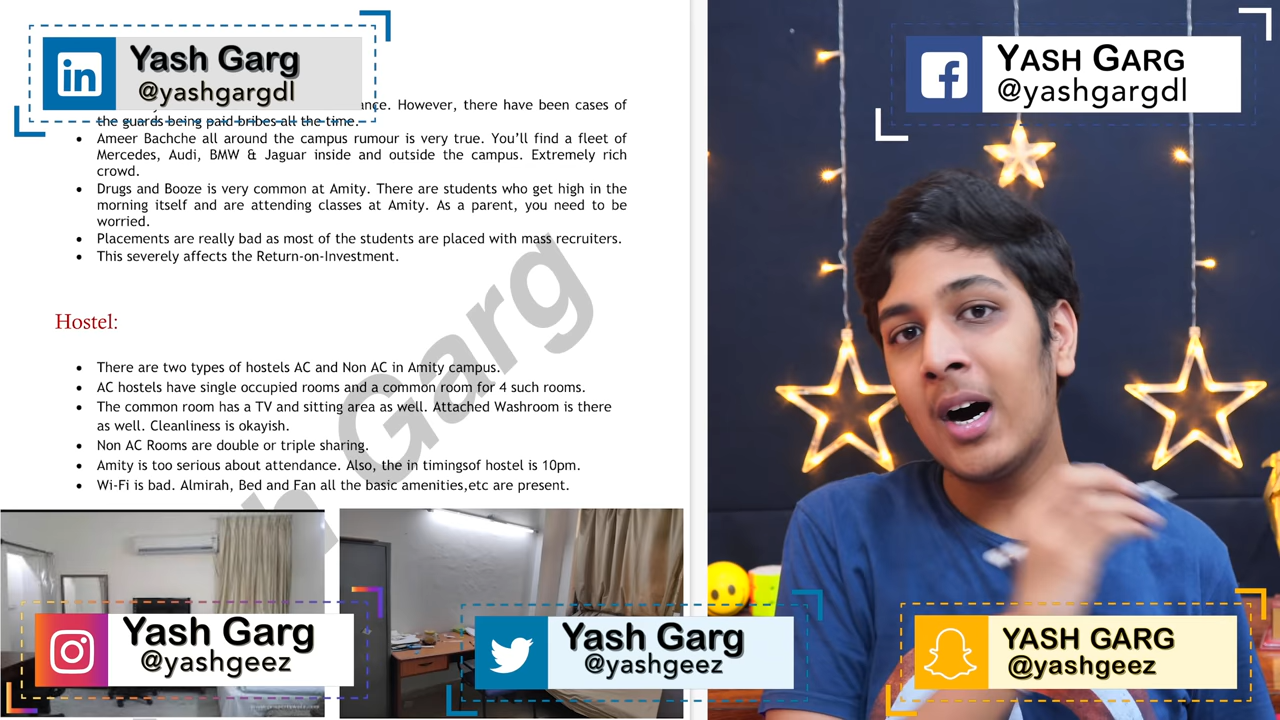 in
Yash Garg
@yashgargdl
YASH GARG
@yashgargdl
nce. However, there have been cases of
the guards being paid bribes all the time.
• Ameer Bachche all around the campus rumour is very true. You’ll find a fleet of
Mercedes, Audi, BMW & Jaguar inside and outside the campus. Extremely rich
crowd.
• Drugs and Booze is very common at Amity. There are students who get high in the
morning itself and are attending classes at Amity. As a parent, you need to be
worried.
• Placements are really bad as most of the students are placed with mass recruiters.
• This severely affects the Return-on-Investment.
Hostel:
• There are two types of hostels AC and Non AC in Amity campus.
• AC hostels have single occupied rooms and a common room for 4 such rooms.
• The common room has a TV and sitting area as well. Attached Washroom is there
as well. Cleanliness is okayish.
• Non AC Rooms are double or triple sharing.
• Amity is too serious about attendance. Also, the in timingsof hostel is 10pm.
• Wi-Fi is bad. Almirah, Bed and Fan all the basic amenities,etc are present.
h Garg
Yash Garg
@yashgeez
Yash Garg
@yashgeez
YASH GARG
@yashgeez